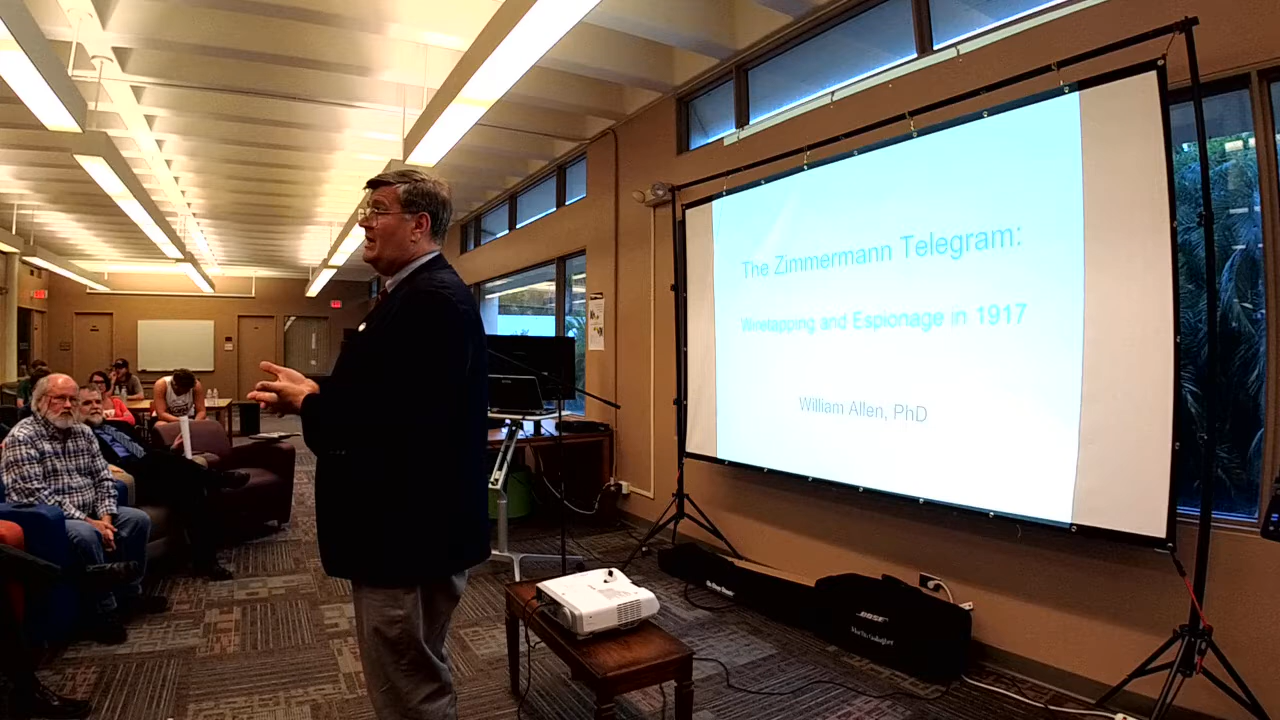 The Zimmermann Telegram:
Wiretapping and Espionage in 1917
William Allen, PhD
BOSE